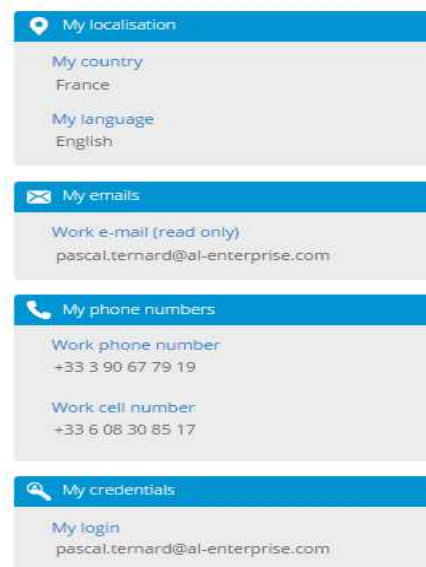 My localisation
My country
France
My language
English
My emails
Work e-mail (read only)
pascal.ternard@al-enterprise.com
My phone numbers
Work phone number
+33 3 90 67 79 19
Work cell number
+33 6 08 30 85 17
My credentials
My login
pascal.ternard@al-enterprise.com